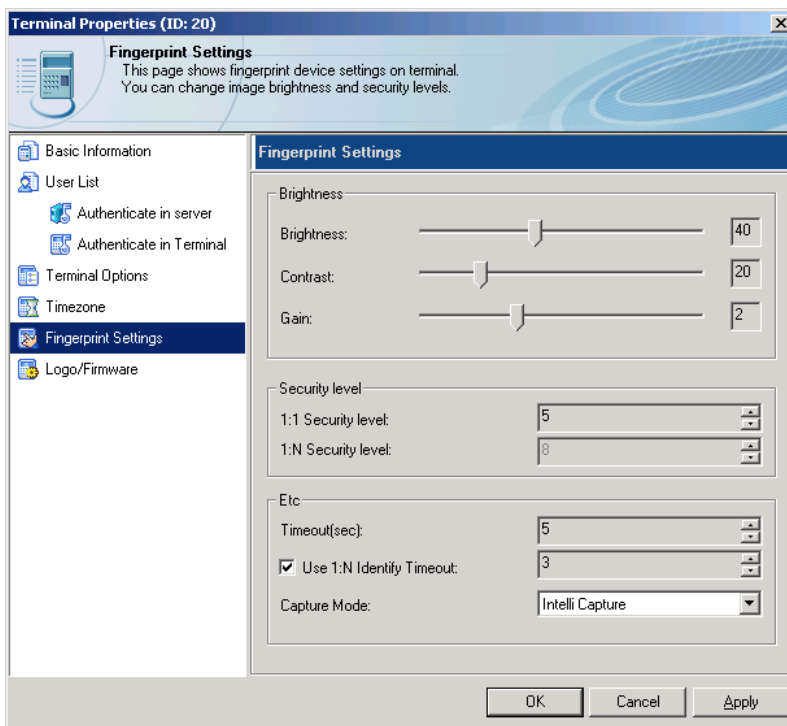 Terminal Properties (ID: 20)
Fingerprint Settings
This page shows fingerprint device settings on terminal.
You can change image brightness and security levels.
Basic Information
User List
Authenticate in server
Authenticate in Terminal
Terminal Options
Timezone
Fingerprint Settings
Logo/Firmware
Fingerprint Settings
Brightness
Brightness: 40
Contrast: 20
Gain: 2
Security level
1:1 Security level: 5
1:N Security level: 8
Etc
Timeout(sec): 5
Use 1:N Identify Timeout: 3
Capture Mode: Intelli Capture
OK Cancel Apply